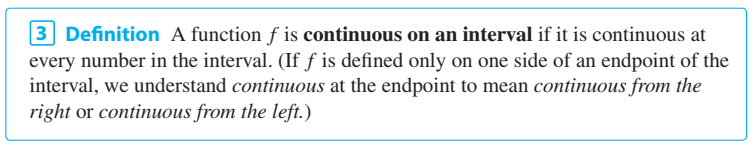 3 Definition A function f is continuous on an interval if it is continuous at
every number in the interval. (If f is defined only on one side of an endpoint of the
interval, we understand continuous at the endpoint to mean continuous from the
right or continuous from the left.)